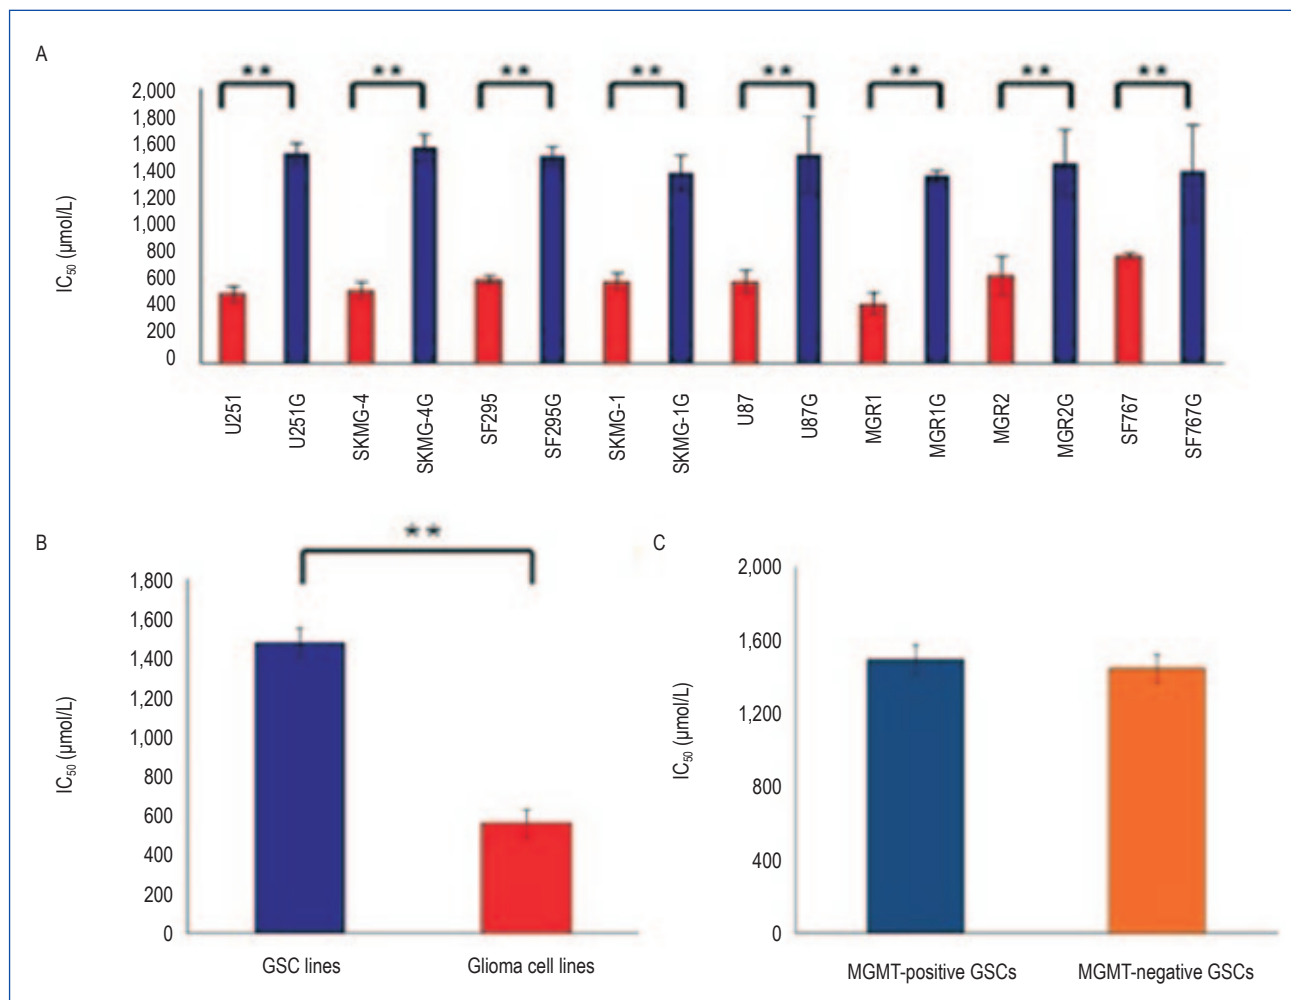 A
** ** ** ** ** ** ** **
2,000
1,800
1,600
1,400
1,200
1,000
800
600
400
200
0
IC50 (µmol/L)
U251
U251G
SKMG-4
SKMG-4G
SF295
SF295G
SKMG-1
SKMG-1G
U87
U87G
MGR1
MGR1G
MGR2
MGR2G
SF767
SF767G
B
**
1,800
1,600
1,400
1,200
1,000
800
600
400
200
0
IC50 (µmol/L)
GSC lines
Glioma cell lines
C
2,000
1,600
1,200
800
400
0
IC50 (µmol/L)
MGMT-positive GSCs
MGMT-negative GSCs